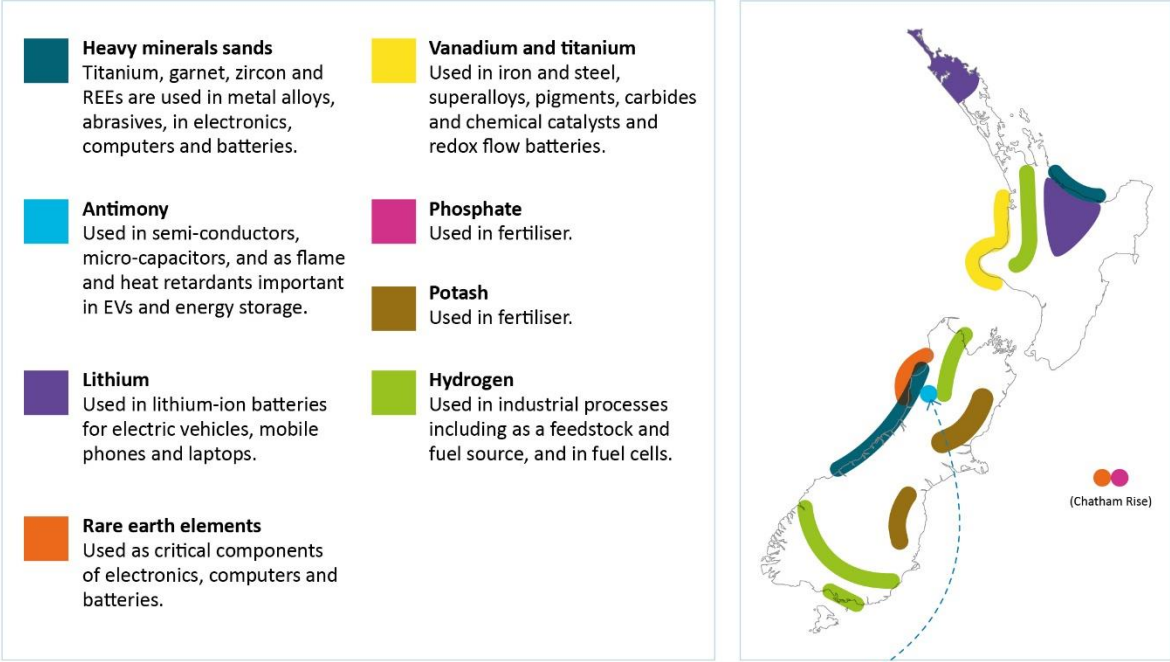 Heavy minerals sands
Titanium, garnet, zircon and
REEs are used in metal alloys,
abrasives, in electronics,
computers and batteries.
Antimony
Used in semi-conductors,
micro-capacitors, and as flame
and heat retardants important
in EVs and energy storage.
Lithium
Used in lithium-ion batteries
for electric vehicles, mobile
phones and laptops.
Rare earth elements
Used as critical components
of electronics, computers and
batteries.
Vanadium and titanium
Used in iron and steel,
superalloys, pigments, carbides
and chemical catalysts and
redox flow batteries.
Phosphate
Used in fertiliser.
Potash
Used in fertiliser.
Hydrogen
Used in industrial processes
including as a feedstock and
fuel source, and in fuel cells.
(Chatham Rise)